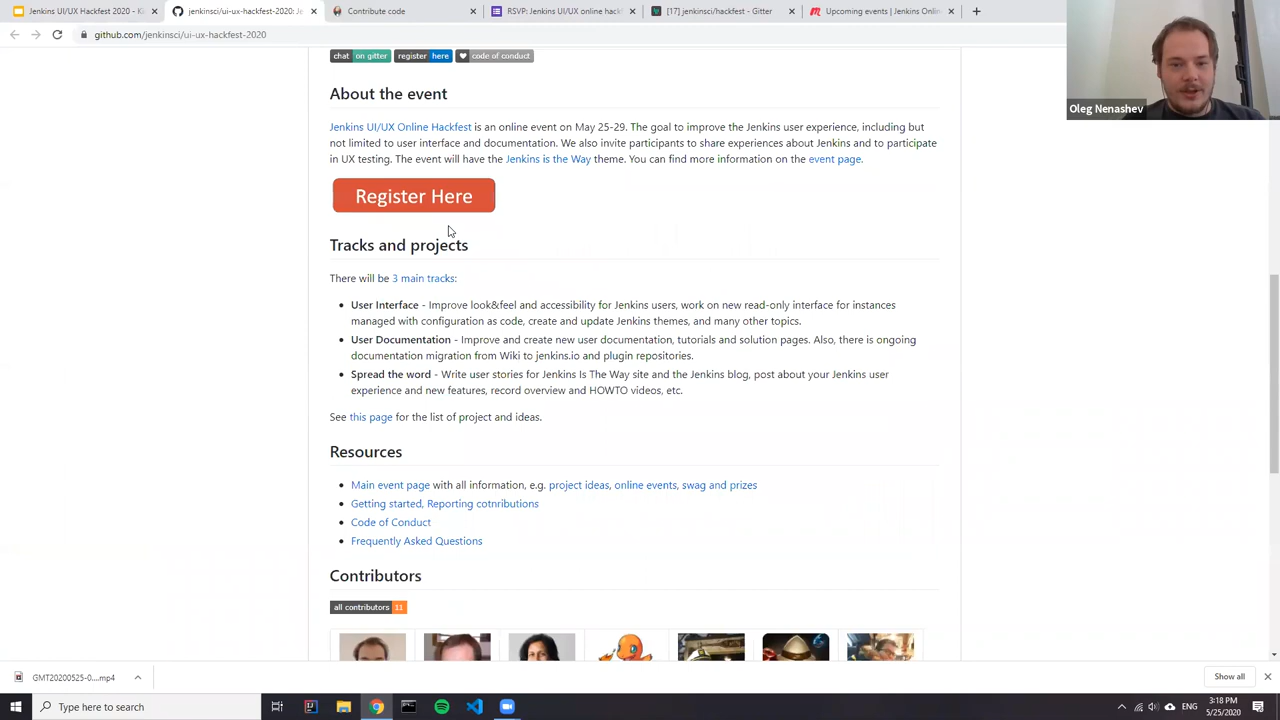 UI/UX Hackfest 2020 - Ki
jenkinsci/ui-ux-hackfest-2020: Je
Contribute code
RSVP: Jenkins UI/UX online hack
[17] jenkinsci/hackfest - Gitter
Upcoming events | Jenkins Onlin
github.com/jenkinsci/ui-ux-hackfest-2020
Oleg Nenashev
chat on gitter register here code of conduct
About the event
Jenkins UI/UX Online Hackfest is an online event on May 25-29. The goal to improve the Jenkins user experience, including but
not limited to user interface and documentation. We also invite participants to share experiences about Jenkins and to participate
in UX testing. The event will have the Jenkins is the Way theme. You can find more information on the event page.
Register Here
Tracks and projects
There will be 3 main tracks:
User Interface - Improve look&feel and accessibility for Jenkins users, work on new read-only interface for instances
managed with configuration as code, create and update Jenkins themes, and many other topics.
User Documentation - Improve and create new user documentation, tutorials and solution pages. Also, there is ongoing
documentation migration from Wiki to jenkins.io and plugin repositories.
Spread the word - Write user stories for Jenkins Is The Way site and the Jenkins blog, post about your Jenkins user
experience and new features, record overview and HOWTO videos, etc.
See this page for the list of project and ideas.
Resources
Main event page with all information, e.g. project ideas, online events, swag and prizes
Getting started, Reporting cotnributions
Code of Conduct
Frequently Asked Questions
Contributors
all contributors 11
GMT20200525-0....mp4
Show all
Type here to search
ENG
3:18 PM
5/25/2020